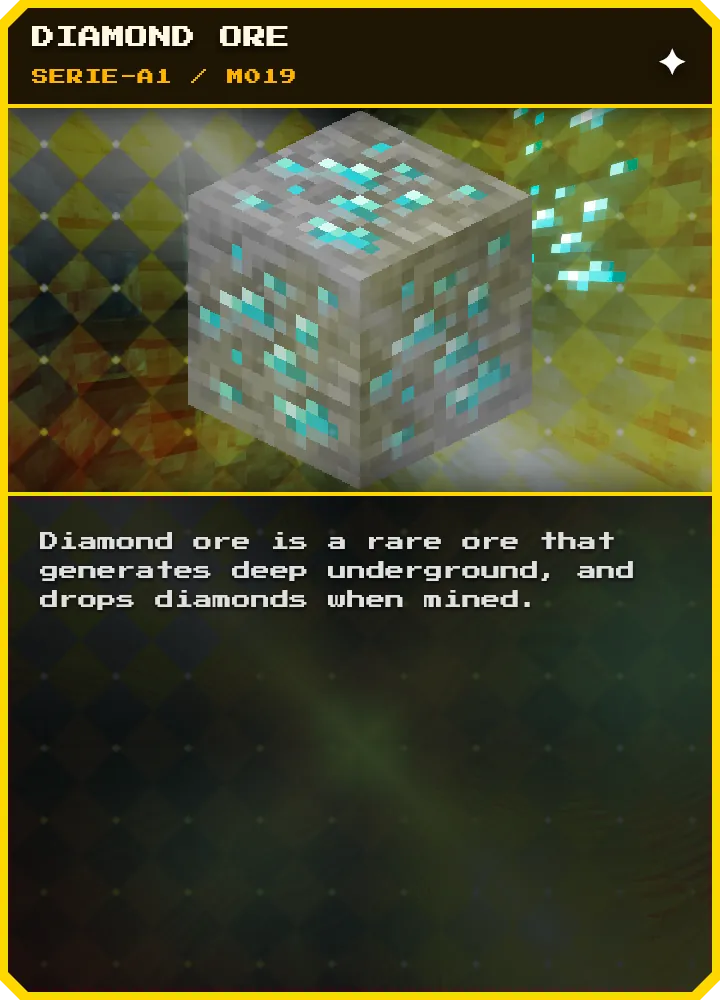 DIAMOND ORE
SERIE-A1 / M019
Diamond ore is a rare ore that
generates deep underground, and
drops diamonds when mined.